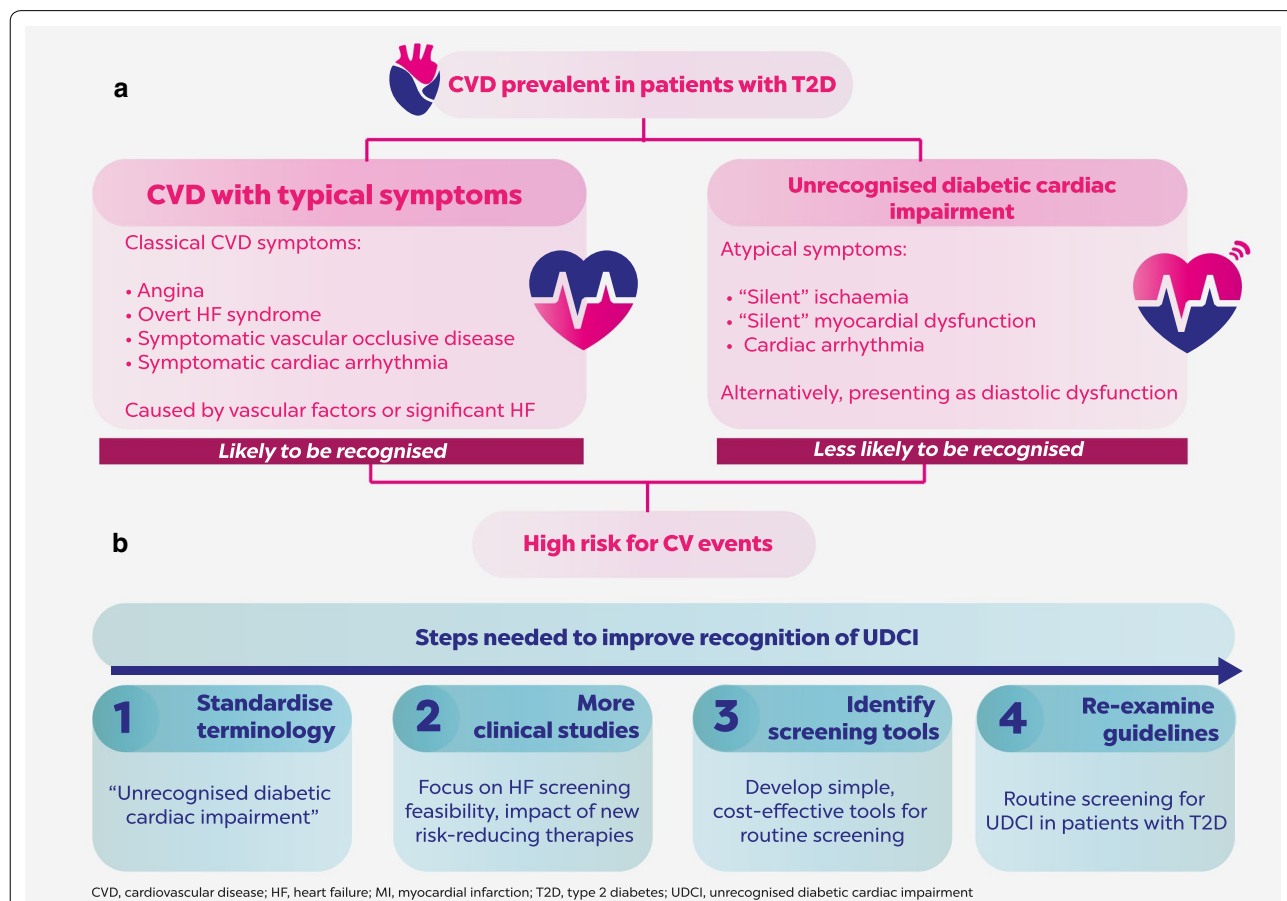 a
CVD prevalent in patients with T2D
CVD with typical symptoms
Classical CVD symptoms:
• Angina
• Overt HF syndrome
• Symptomatic vascular occlusive disease
• Symptomatic cardiac arrhythmia
Caused by vascular factors or significant HF
Likely to be recognised
Unrecognised diabetic cardiac
impairment
Atypical symptoms:
• “Silent” ischaemia
• “Silent” myocardial dysfunction
• Cardiac arrhythmia
Alternatively, presenting as diastolic dysfunction
Less likely to be recognised
b
High risk for CV events
Steps needed to improve recognition of UDCI
1
Standardise
terminology
“Unrecognised diabetic
cardiac impairment”
2
More
clinical studies
Focus on HF screening
feasibility, impact of new
risk-reducing therapies
3
Identify
screening tools
Develop simple,
cost-effective tools for
routine screening
4
Re-examine
guidelines
Routine screening for
UDCI in patients with T2D
CVD, cardiovascular disease; HF, heart failure; MI, myocardial infarction; T2D, type 2 diabetes; UDCI, unrecognised diabetic cardiac impairment